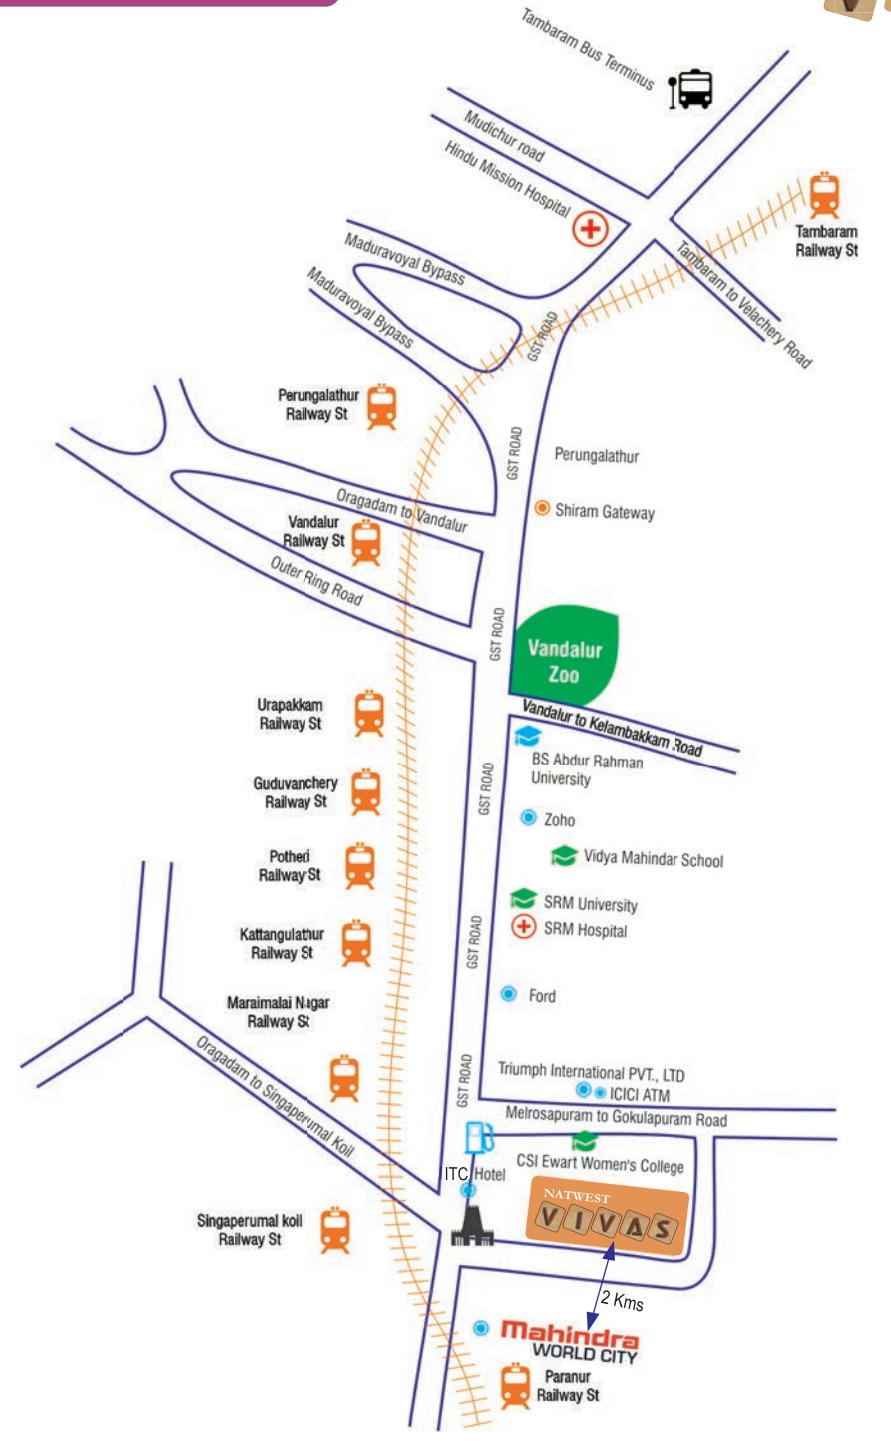 Tambaram Bus Terminus
Mudichur road
Hindu Mission Hospital
Tambaram
Railway St
Maduravoyal Bypass
Tambaram to Velachery Road
Maduravoyal Bypass
GST ROAD
Perungalathur
Railway St
GST ROAD
Perungalathur
Shiram Gateway
Oragadam to Vandalur
Vandalur
Railway St
Outer Ring Road
GST ROAD
Vandalur
Zoo
Urapakkam
Railway St
Vandalur to Kelambakkam Road
BS Abdur Rahman
University
Guduvanchery
Railway St
GST ROAD
Zoho
Potheri
Railway St
Vidya Mahindar School
SRM University
SRM Hospital
Kattangulathur
Railway St
GST ROAD
Maraimalai Nagar
Railway St
Ford
Oragadam to Singaperumal Koil
GST ROAD
Triumph International PVT., LTD
ICICI ATM
Melrosapuram to Gokulapuram Road
CSI Ewart Women's College
ITC Hotel
NATWEST
VIVAS
Singaperumal koil
Railway St
2 Kms
Mahindra
WORLD CITY
Paranur
Railway St